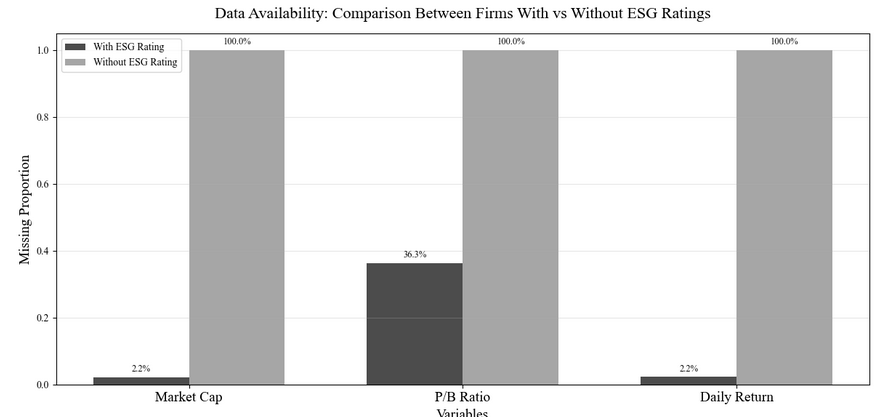 Data Availability: Comparison Between Firms With vs Without ESG Ratings
With ESG Rating
Without ESG Rating
Missing Proportion
1.0
0.8
0.6
0.4
0.2
0.0
2.2%
100.0%
36.3%
100.0%
2.2%
100.0%
Market Cap
P/B Ratio
Daily Return
Variables